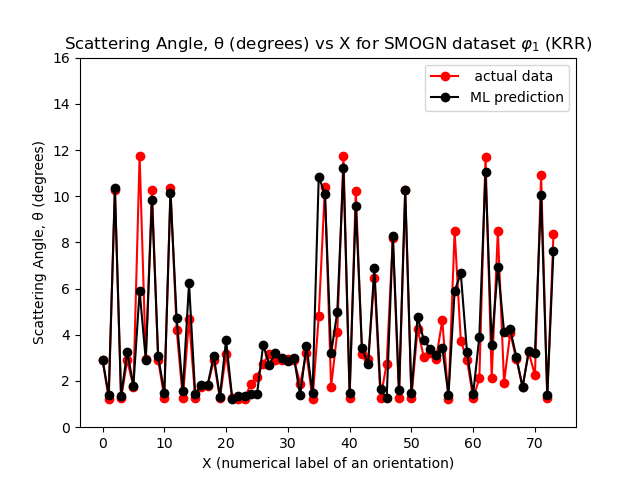 Scattering Angle, θ (degrees) vs X for SMOGN dataset φ₁ (KRR)
actual data
ML prediction
Scattering Angle, θ (degrees)
16
14
12
10
8
6
4
2
0
0 10 20 30 40 50 60 70
X (numerical label of an orientation)